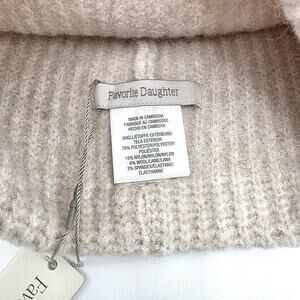 Favorite Daughter
MADE IN CAMBODIA
FABRIQUÉ AU CAMBODGE
HECHO EN CAMBOYA
SHELL/ÉTOFFE EXTÉRIEURE/
TELA EXTERIOR
76% POLYESTER/POLYESTER/
POLIÉSTER
15% NYLON/NYLON/NYLON
6% WOOL/LAINE/LANA
3% SPANDEX/ÉLASTHANNE/
ELASTANO
Fav